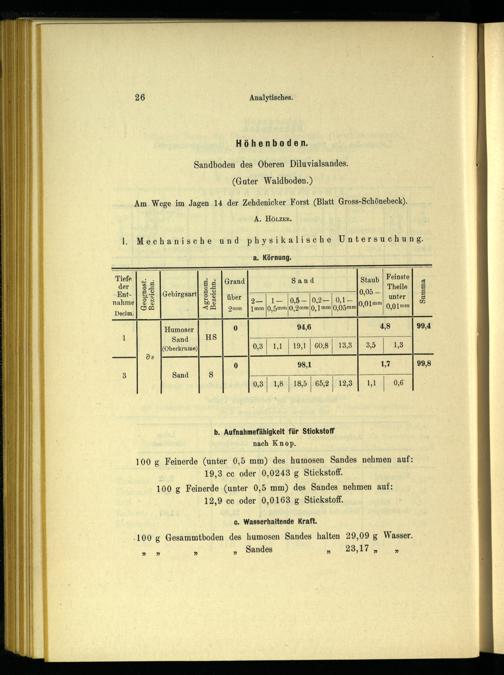 26
Analytisches.
Höhenboden.
Sandboden des Oberen Diluvialsandes.
(Guter Waldboden.)
Am Wege im Jagen 14 der Zehdenicker Forst (Blatt Gross-Schönebeck).
A. Hölzer.
I. Mechanische und physikalische Untersuchung.
a. Körnung.
Tiefe der Ent-nahme Decim. Geognost. Bezeichn. Gebirgsart Agronom. Bezeichn. Grand über 2mm Sand Staub 0,05—0,01mm Feinste Theile unter 0,01mm Summa
2—1mm 1—0,5mm 0,5—0,2mm 0,2—0,1mm 0,1—0,05mm
1 ∂s Humoser Sand (Oberkrume) HS 0 94,6 4,8 99,4
0,3 1,1 19,1 60,8 13,3 3,5 1,3
3 Sand S 0 98,1 1,7 99,8
0,3 1,8 18,5 65,2 12,3 1,1 0,6
b. Aufnahmefähigkeit für Stickstoff
nach Knop.
100 g Feinerde (unter 0,5 mm) des humosen Sandes nehmen auf:
19,3 cc oder 0,0243 g Stickstoff.
100 g Feinerde (unter 0,5 mm) des Sandes nehmen auf:
12,9 cc oder 0,0163 g Stickstoff.
c. Wasserhaltende Kraft.
100 g Gesammtboden des humosen Sandes halten 29,09 g Wasser.
„ „ „ „ Sandes „ 23,17 „ „